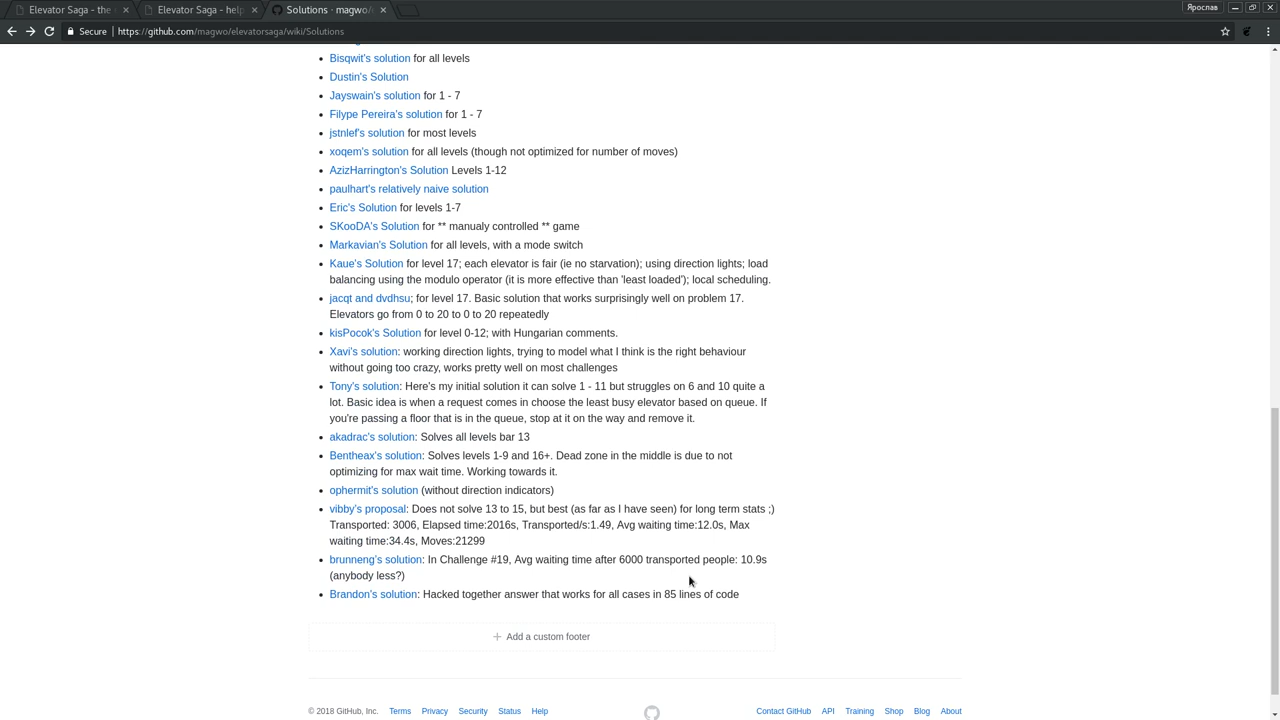 Elevator Saga - the
Elevator Saga - help
Solutions · magwo/
Ярослав
Secure https://github.com/magwo/elevatorsaga/wiki/Solutions
Bisqwit's solution for all levels
Dustin's Solution
Jayswain's solution for 1 - 7
Filype Pereira's solution for 1 - 7
jstnlef's solution for most levels
xoqem's solution for all levels (though not optimized for number of moves)
AzizHarrington's Solution Levels 1-12
paulhart's relatively naive solution
Eric's Solution for levels 1-7
SKooDA's Solution for ** manualy controlled ** game
Markavian's Solution for all levels, with a mode switch
Kaue's Solution for level 17; each elevator is fair (ie no starvation); using direction lights; load
balancing using the modulo operator (it is more effective than 'least loaded'); local scheduling.
jacqt and dvdhsu; for level 17. Basic solution that works surprisingly well on problem 17.
Elevators go from 0 to 20 to 0 to 20 repeatedly
kisPocok's Solution for level 0-12; with Hungarian comments.
Xavi's solution: working direction lights, trying to model what I think is the right behaviour
without going too crazy, works pretty well on most challenges
Tony's solution: Here's my initial solution it can solve 1 - 11 but struggles on 6 and 10 quite a
lot. Basic idea is when a request comes in choose the least busy elevator based on queue. If
you're passing a floor that is in the queue, stop at it on the way and remove it.
akadrac's solution: Solves all levels bar 13
Bentheax's solution: Solves levels 1-9 and 16+. Dead zone in the middle is due to not
optimizing for max wait time. Working towards it.
ophermit's solution (without direction indicators)
vibby's proposal: Does not solve 13 to 15, but best (as far as I have seen) for long term stats ;)
Transported: 3006, Elapsed time:2016s, Transported/s:1.49, Avg waiting time:12.0s, Max
waiting time:34.4s, Moves:21299
brunneng's solution: In Challenge #19, Avg waiting time after 6000 transported people: 10.9s
(anybody less?)
Brandon's solution: Hacked together answer that works for all cases in 85 lines of code
Add a custom footer
© 2018 GitHub, Inc. Terms Privacy Security Status Help Contact GitHub API Training Shop Blog About